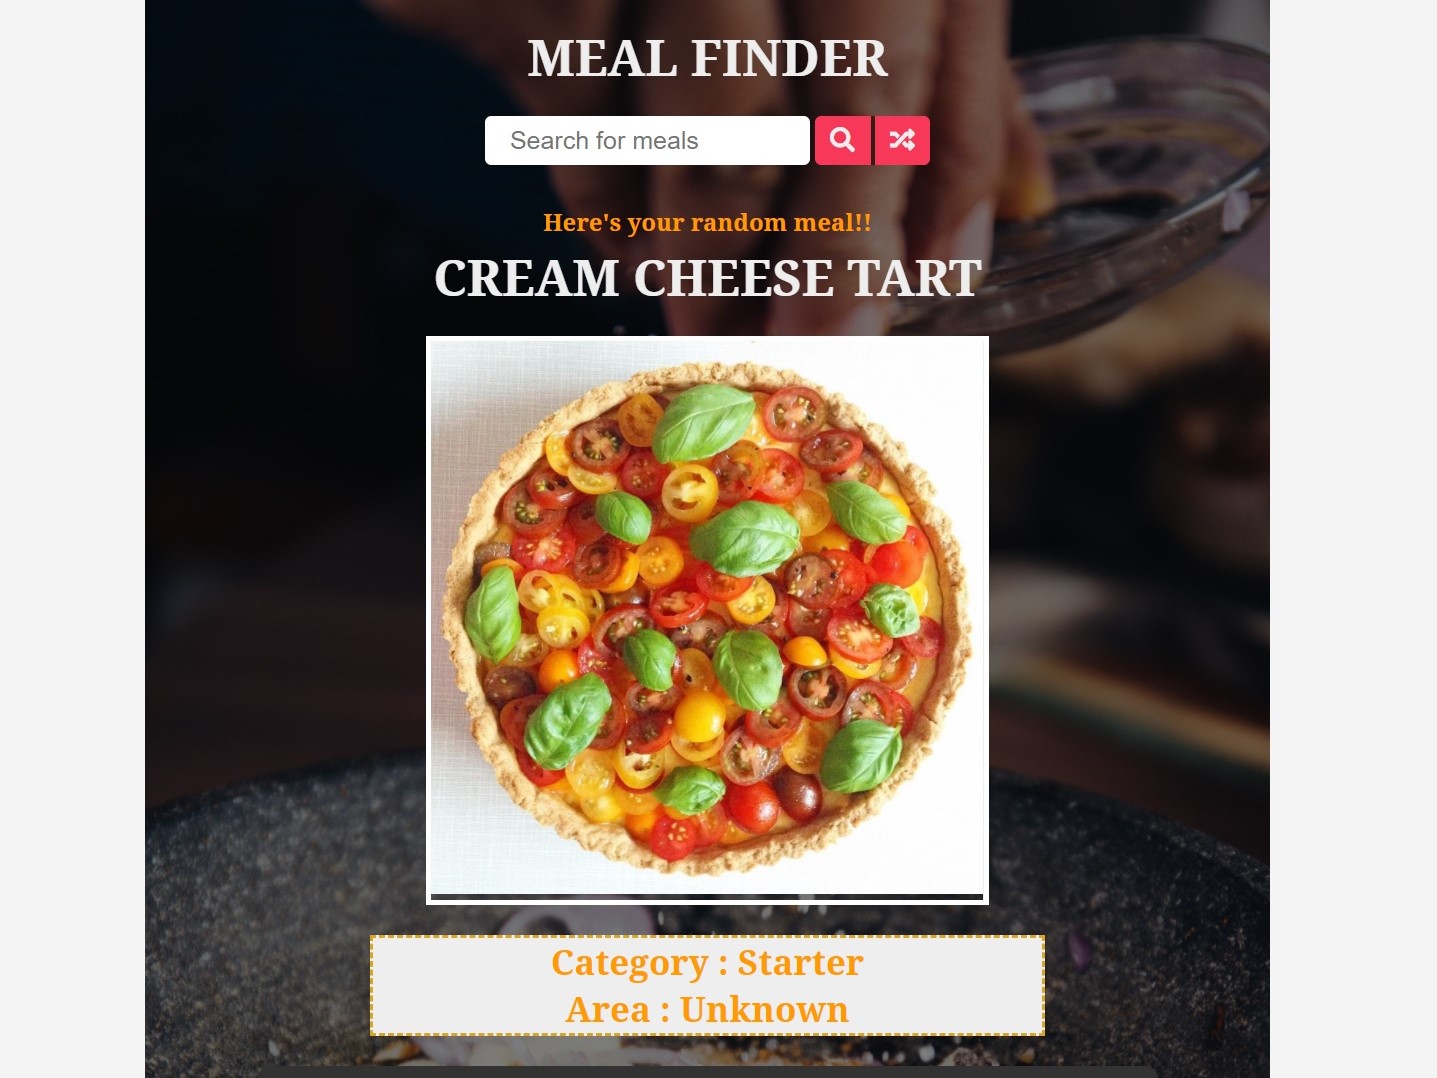 MEAL FINDER
Search for meals
Here's your random meal!!
CREAM CHEESE TART
Category : Starter
Area : Unknown